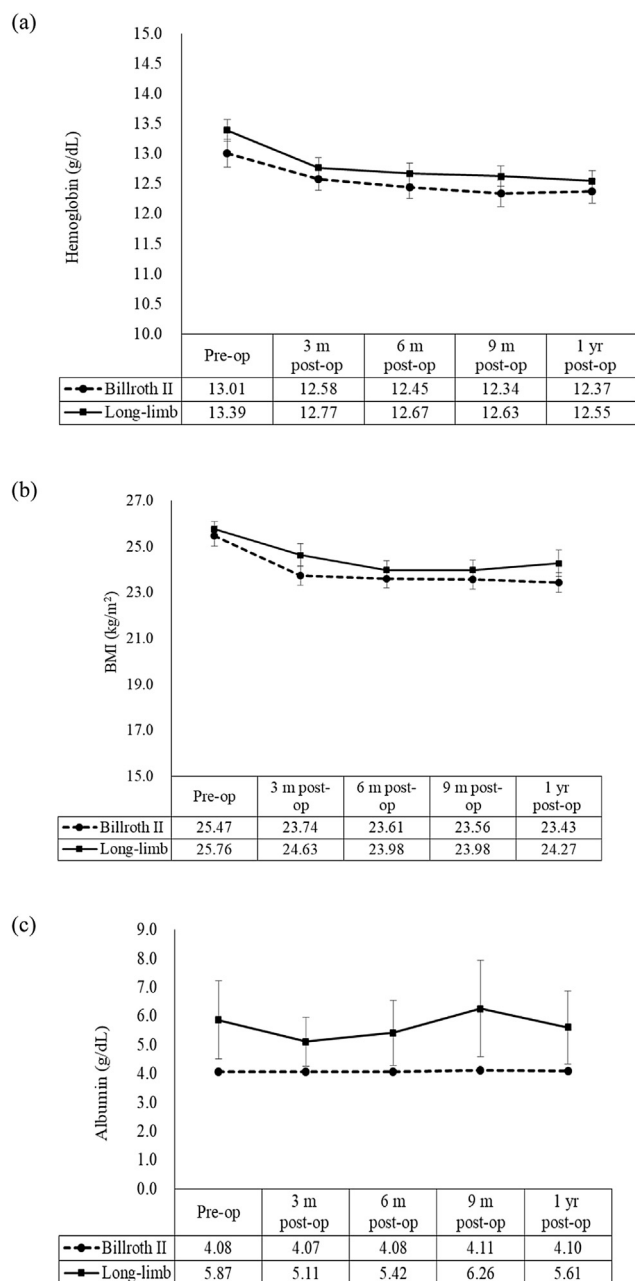 (a)
15.0
14.5
14.0
13.5
13.0
12.5
12.0
11.5
11.0
10.5
10.0
Hemoglobin (g/dL)
Pre-op 3 m post-op 6 m post-op 9 m post-op 1 yr post-op
Billroth II 13.01 12.58 12.45 12.34 12.37
Long-limb 13.39 12.77 12.67 12.63 12.55
(b)
27.0
25.0
23.0
21.0
19.0
17.0
15.0
BMI (kg/m²)
Pre-op 3 m post-op 6 m post-op 9 m post-op 1 yr post-op
Billroth II 25.47 23.74 23.61 23.56 23.43
Long-limb 25.76 24.63 23.98 23.98 24.27
(c)
9.0
8.0
7.0
6.0
5.0
4.0
3.0
2.0
1.0
0.0
Albumin (g/dL)
Pre-op 3 m post-op 6 m post-op 9 m post-op 1 yr post-op
Billroth II 4.08 4.07 4.08 4.11 4.10
Long-limb 5.87 5.11 5.42 6.26 5.61